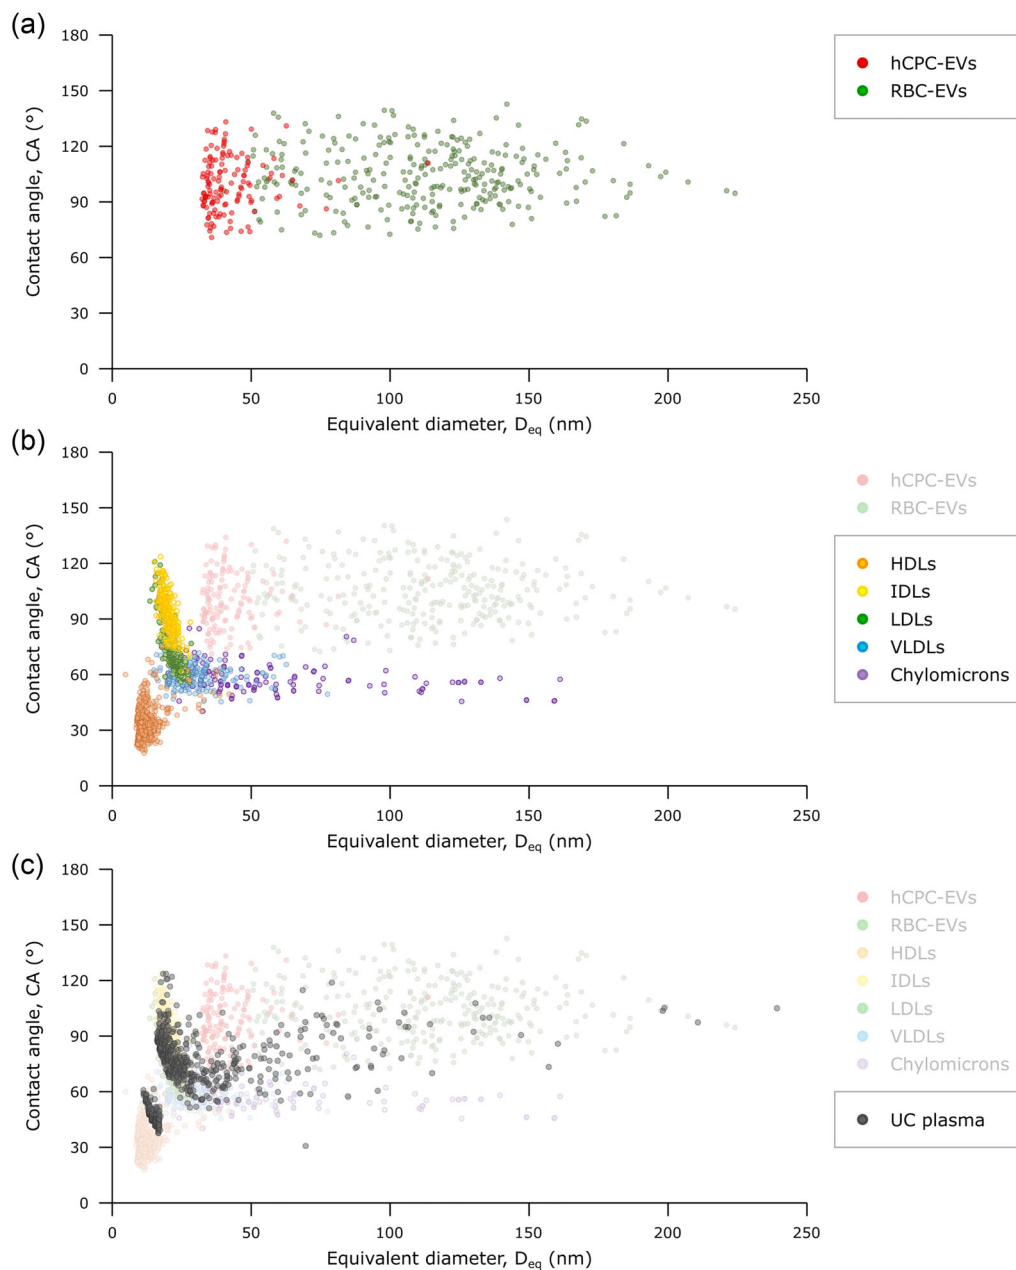 (a)
180
150
120
90
60
30
0
Contact angle, CA (°)
0 50 100 150 200 250
Equivalent diameter, Deq (nm)
hCPC-EVs
RBC-EVs
(b)
180
150
120
90
60
30
0
Contact angle, CA (°)
0 50 100 150 200 250
Equivalent diameter, Deq (nm)
hCPC-EVs
RBC-EVs
HDLs
IDLs
LDLs
VLDLs
Chylomicrons
(c)
180
150
120
90
60
30
0
Contact angle, CA (°)
0 50 100 150 200 250
Equivalent diameter, Deq (nm)
hCPC-EVs
RBC-EVs
HDLs
IDLs
LDLs
VLDLs
Chylomicrons
UC plasma